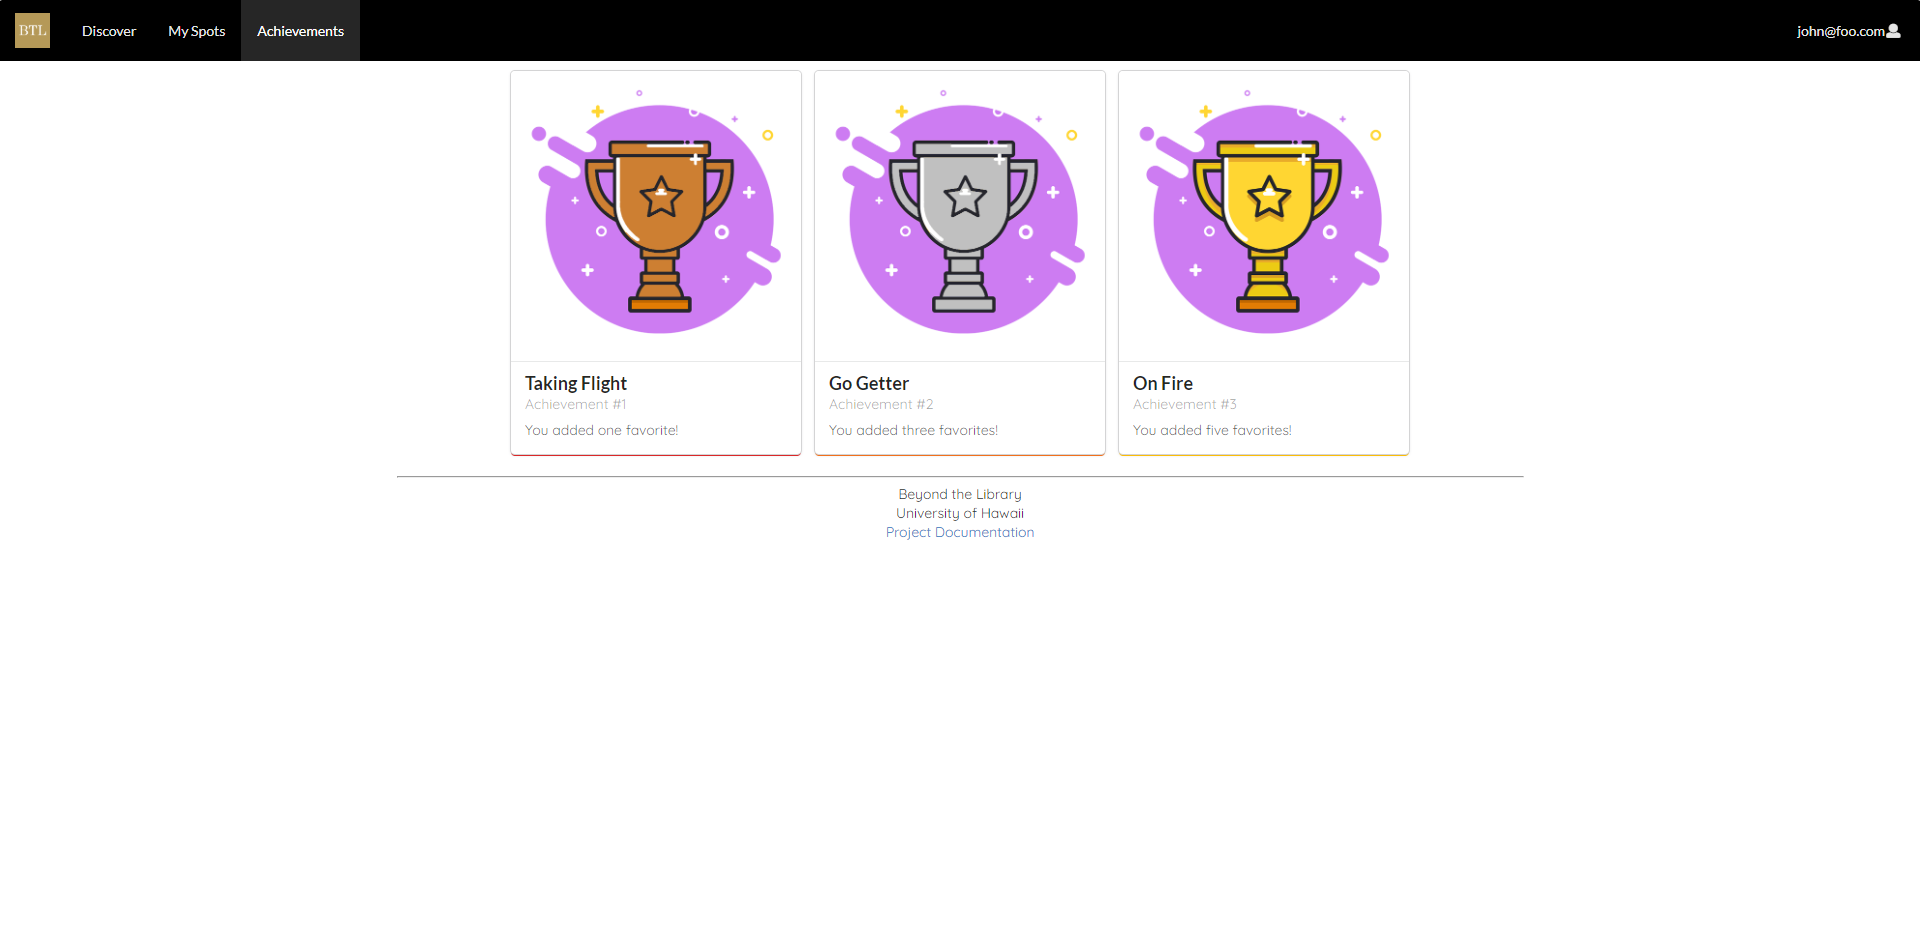 BTL
Discover
My Spots
Achievements
john@foo.com
Taking Flight
Achievement #1
You added one favorite!
Go Getter
Achievement #2
You added three favorites!
On Fire
Achievement #3
You added five favorites!
Beyond the Library
University of Hawaii
Project Documentation